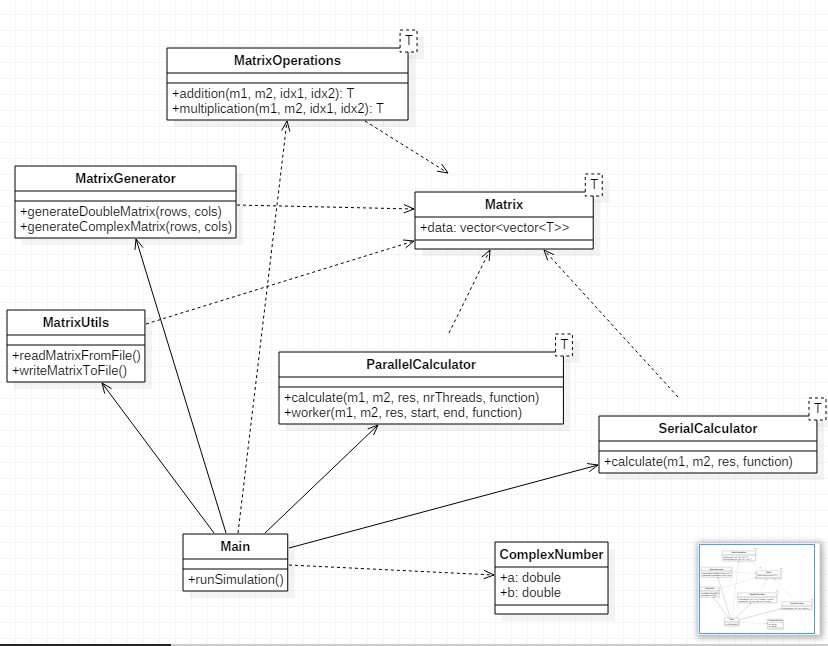 T
MatrixOperations
+addition(m1, m2, idx1, idx2): T
+multiplication(m1, m2, idx1, idx2): T
MatrixGenerator
+generateDoubleMatrix(rows, cols)
+generateComplexMatrix(rows, cols)
T
Matrix
+data: vector<vector<T>>
MatrixUtils
+readMatrixFromFile()
+writeMatrixToFile()
T
ParallelCalculator
+calculate(m1, m2, res, nrThreads, function)
+worker(m1, m2, res, start, end, function)
T
SerialCalculator
+calculate(m1, m2, res, function)
Main
+runSimulation()
ComplexNumber
+a: dobule
+b: double